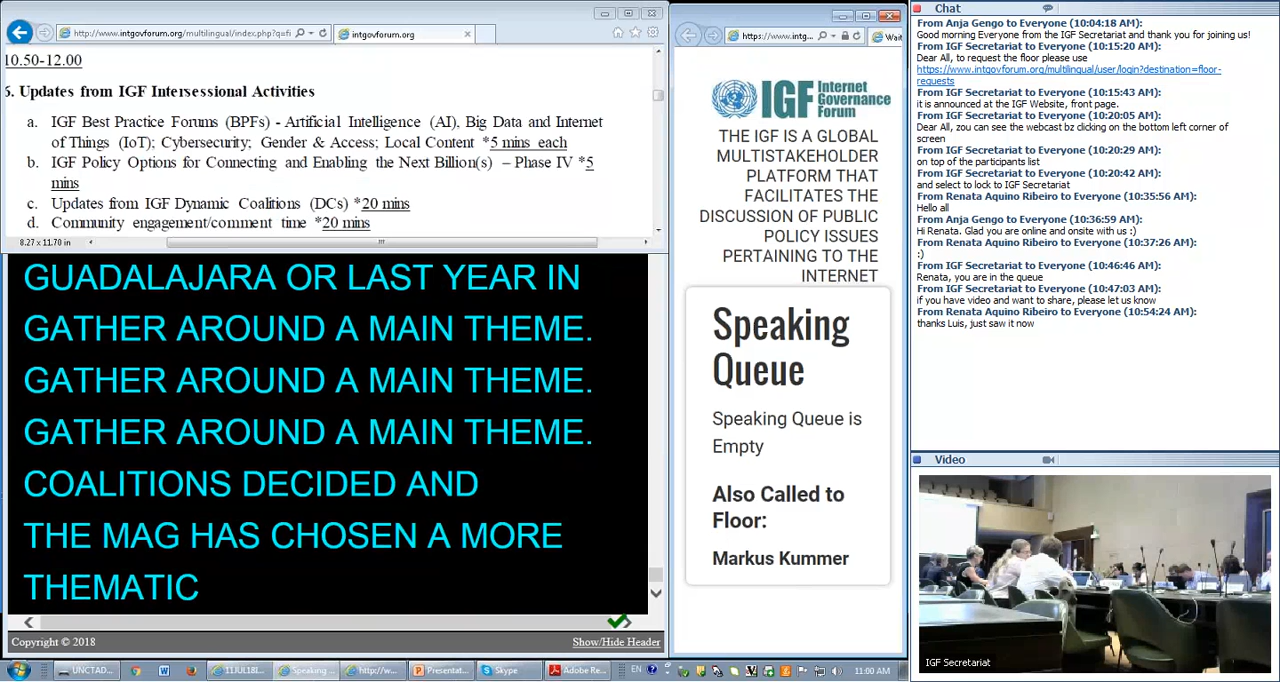 http://www.intgovforum.org/multilingual/index.php?q=fi
intgovforum.org
10.50-12.00
6. Updates from IGF Intersessional Activities
a. IGF Best Practice Forums (BPFs) - Artificial Intelligence (AI), Big Data and Internet
of Things (IoT); Cybersecurity; Gender & Access; Local Content *5 mins each
b. IGF Policy Options for Connecting and Enabling the Next Billion(s) – Phase IV *5
mins
c. Updates from IGF Dynamic Coalitions (DCs) *20 mins
d. Community engagement/comment time *20 mins
8.27 x 11.70 in
GUADALAJARA OR LAST YEAR IN
GATHER AROUND A MAIN THEME.
GATHER AROUND A MAIN THEME.
GATHER AROUND A MAIN THEME.
COALITIONS DECIDED AND
THE MAG HAS CHOSEN A MORE
THEMATIC
Copyright © 2018
Show/Hide Header
https://www.intg...
Wait
IGF Internet
Governance
Forum
THE IGF IS A GLOBAL
MULTISTAKEHOLDER
PLATFORM THAT
FACILITATES THE
DISCUSSION OF PUBLIC
POLICY ISSUES
PERTAINING TO THE
INTERNET
Speaking
Queue
Speaking Queue is
Empty
Also Called to
Floor:
Markus Kummer
Chat
From Anja Gengo to Everyone (10:04:18 AM):
Good morning Everyone from the IGF Secretariat and thank you for joining us!
From IGF Secretariat to Everyone (10:15:20 AM):
Dear All, to request the floor please use
https://www.intgovforum.org/multilingual/user/login?destination=floor-
requests
From IGF Secretariat to Everyone (10:15:43 AM):
it is announced at the IGF Website, front page.
From IGF Secretariat to Everyone (10:20:05 AM):
Dear All, zou can see the webcast bz clicking on the bottom left corner of
screen
From IGF Secretariat to Everyone (10:20:29 AM):
on top of the participants list
From IGF Secretariat to Everyone (10:20:42 AM):
and select to lock to IGF Secretariat
From Renata Aquino Ribeiro to Everyone (10:35:56 AM):
Hello all
From Anja Gengo to Everyone (10:36:59 AM):
Hi Renata. Glad you are online and onsite with us :)
From Renata Aquino Ribeiro to Everyone (10:37:26 AM):
:)
From IGF Secretariat to Everyone (10:46:46 AM):
Renata, you are in the queue
From IGF Secretariat to Everyone (10:47:03 AM):
if you have video and want to share, please let us know
From Renata Aquino Ribeiro to Everyone (10:54:24 AM):
thanks Luis, just saw it now
Video
IGF Secretariat
UNCTAD...
11JUL18I...
Speaking ...
http://w...
Presentat...
Skype
Adobe Re...
EN
11:00 AM